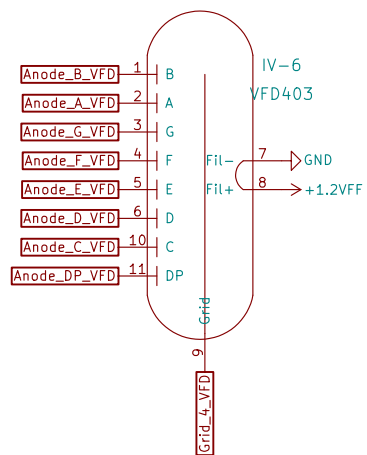 IV-6
VFD403
Anode_B_VFD 1 B
Anode_A_VFD 2 A
Anode_G_VFD 3 G
Anode_F_VFD 4 F Fil- 7 GND
Anode_E_VFD 5 E Fil+ 8 +1.2VFF
Anode_D_VFD 6 D
Anode_C_VFD 10 C
Anode_DP_VFD 11 DP
Grid
9
Grid_4_VFD